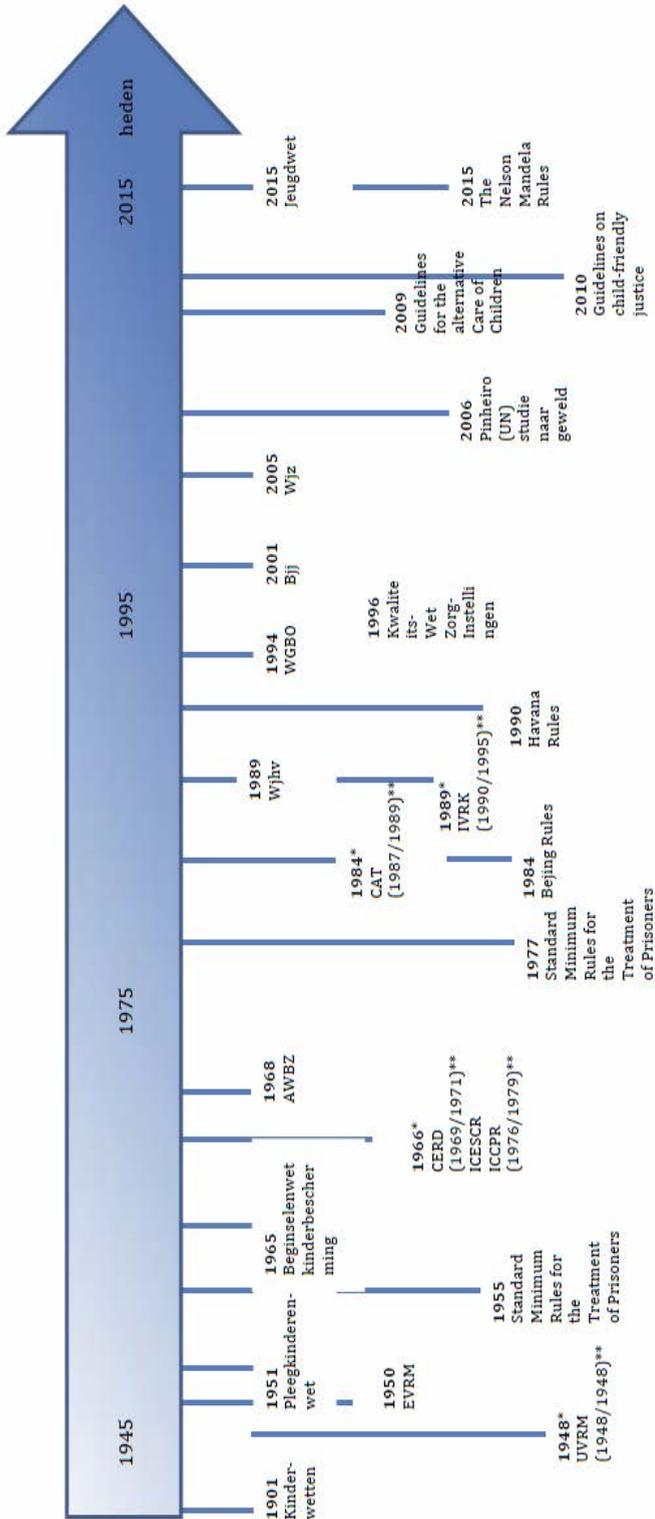 1945
1975
1995
2015
heden
1901
Kinder-
wetten
1948*
UVRM
(1948/1948)**
1951
Pleegkinderen-
wet
1950
EVRM
1955
Standard
Minimum
Rules for
the
Treatment
of Prisoners
1965
Beginselenwet
kinderbescher
ming
1966*
CERD
(1969/1971)**
ICESCR
ICCPR
(1976/1979)**
1968
AWBZ
1977
Standard
Minimum
Rules for
the
Treatment
of Prisoners
1984*
CAT
(1987/1989)**
1984
Bejing Rules
1989
Wjhv
1989*
IVRK
(1990/1995)**
1990
Havana
Rules
1994
WGBO
1996
Kwalite
its-
Wet
Zorg-
Instelli
ngen
2001
Bjj
2005
Wjz
2006
Pinheiro
(UN)
studie
naar
geweld
2009
Guidelines
for the
alternative
Care of
Children
2010
Guidelines on
child-friendly
justice
2015
Jeugdwet
2015
The
Nelson
Mandela
Rules